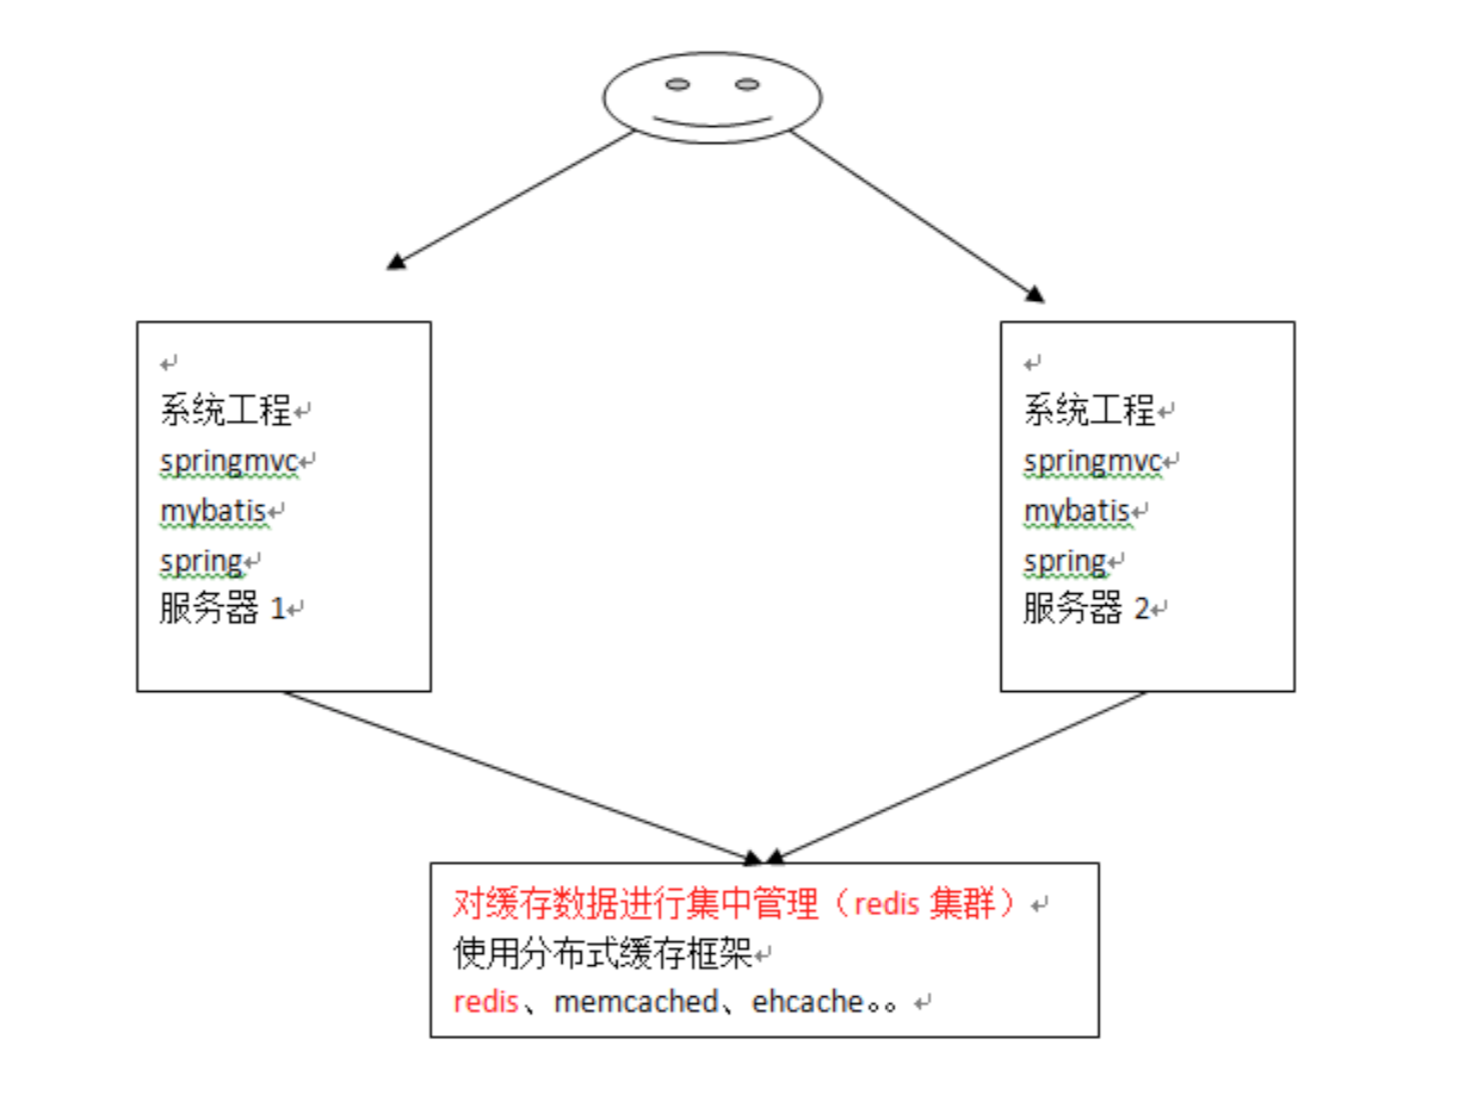 系统工程
springmvc
mybatis
spring
服务器 1
系统工程
springmvc
mybatis
spring
服务器 2
对缓存数据进行集中管理（redis 集群）
使用分布式缓存框架
redis、memcached、ehcache。。